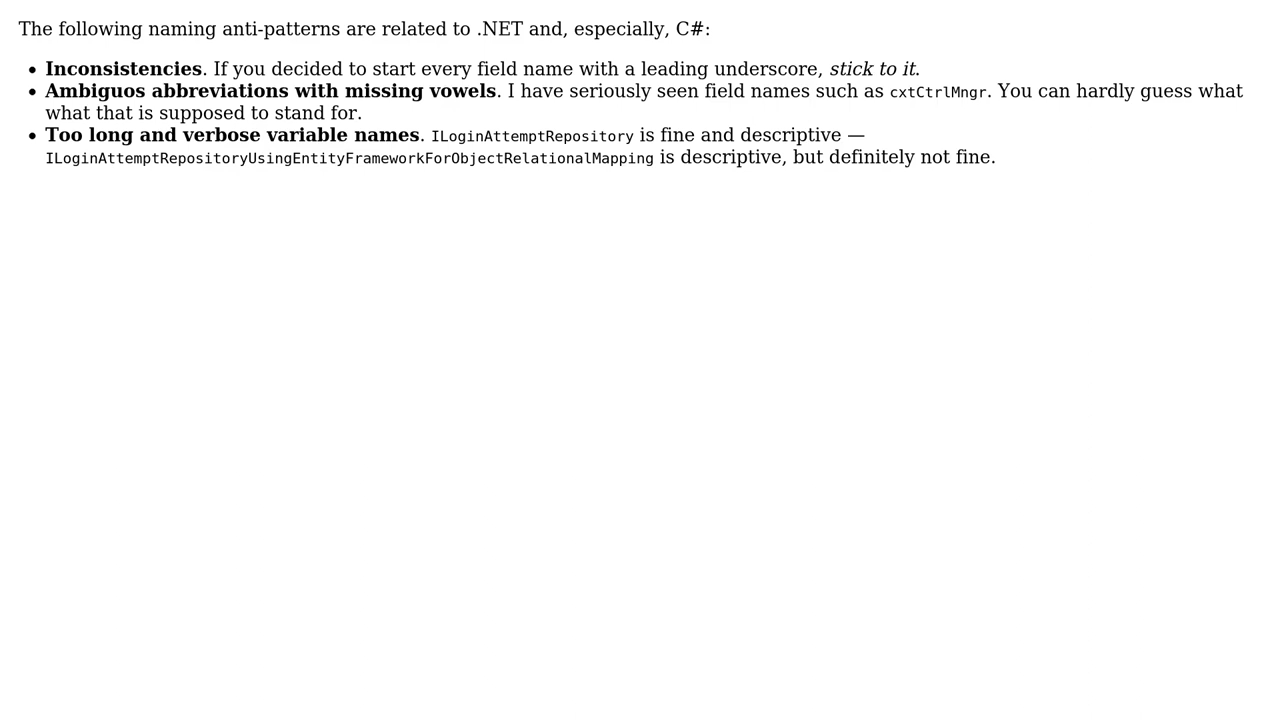 The following naming anti-patterns are related to .NET and, especially, C#:
• Inconsistencies. If you decided to start every field name with a leading underscore, stick to it.
• Ambiguos abbreviations with missing vowels. I have seriously seen field names such as cxtCtrlMngr. You can hardly guess what
what that is supposed to stand for.
• Too long and verbose variable names. ILoginAttemptRepository is fine and descriptive —
ILoginAttemptRepositoryUsingEntityFrameworkForObjectRelationalMapping is descriptive, but definitely not fine.